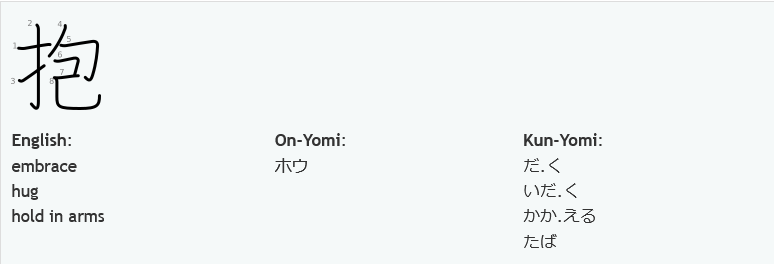 1 2 3 4 5 6 7 8
抱
English:
embrace
hug
hold in arms
On-Yomi:
ホウ
Kun-Yomi:
だ.く
いだ.く
かか.える
たば